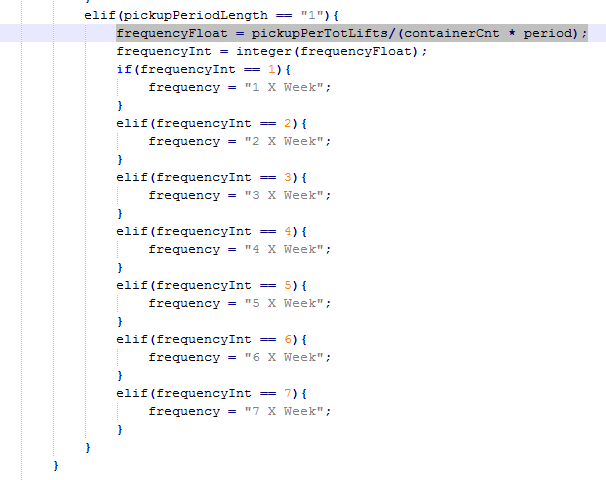 elif(pickupPeriodLength == "1"){
frequencyFloat = pickupPerTotLifts/(containerCnt * period);
frequencyInt = integer(frequencyFloat);
if(frequencyInt == 1){
frequency = "1 X Week";
}
elif(frequencyInt == 2){
frequency = "2 X Week";
}
elif(frequencyInt == 3){
frequency = "3 X Week";
}
elif(frequencyInt == 4){
frequency = "4 X Week";
}
elif(frequencyInt == 5){
frequency = "5 X Week";
}
elif(frequencyInt == 6){
frequency = "6 X Week";
}
elif(frequencyInt == 7){
frequency = "7 X Week";
}
}
}